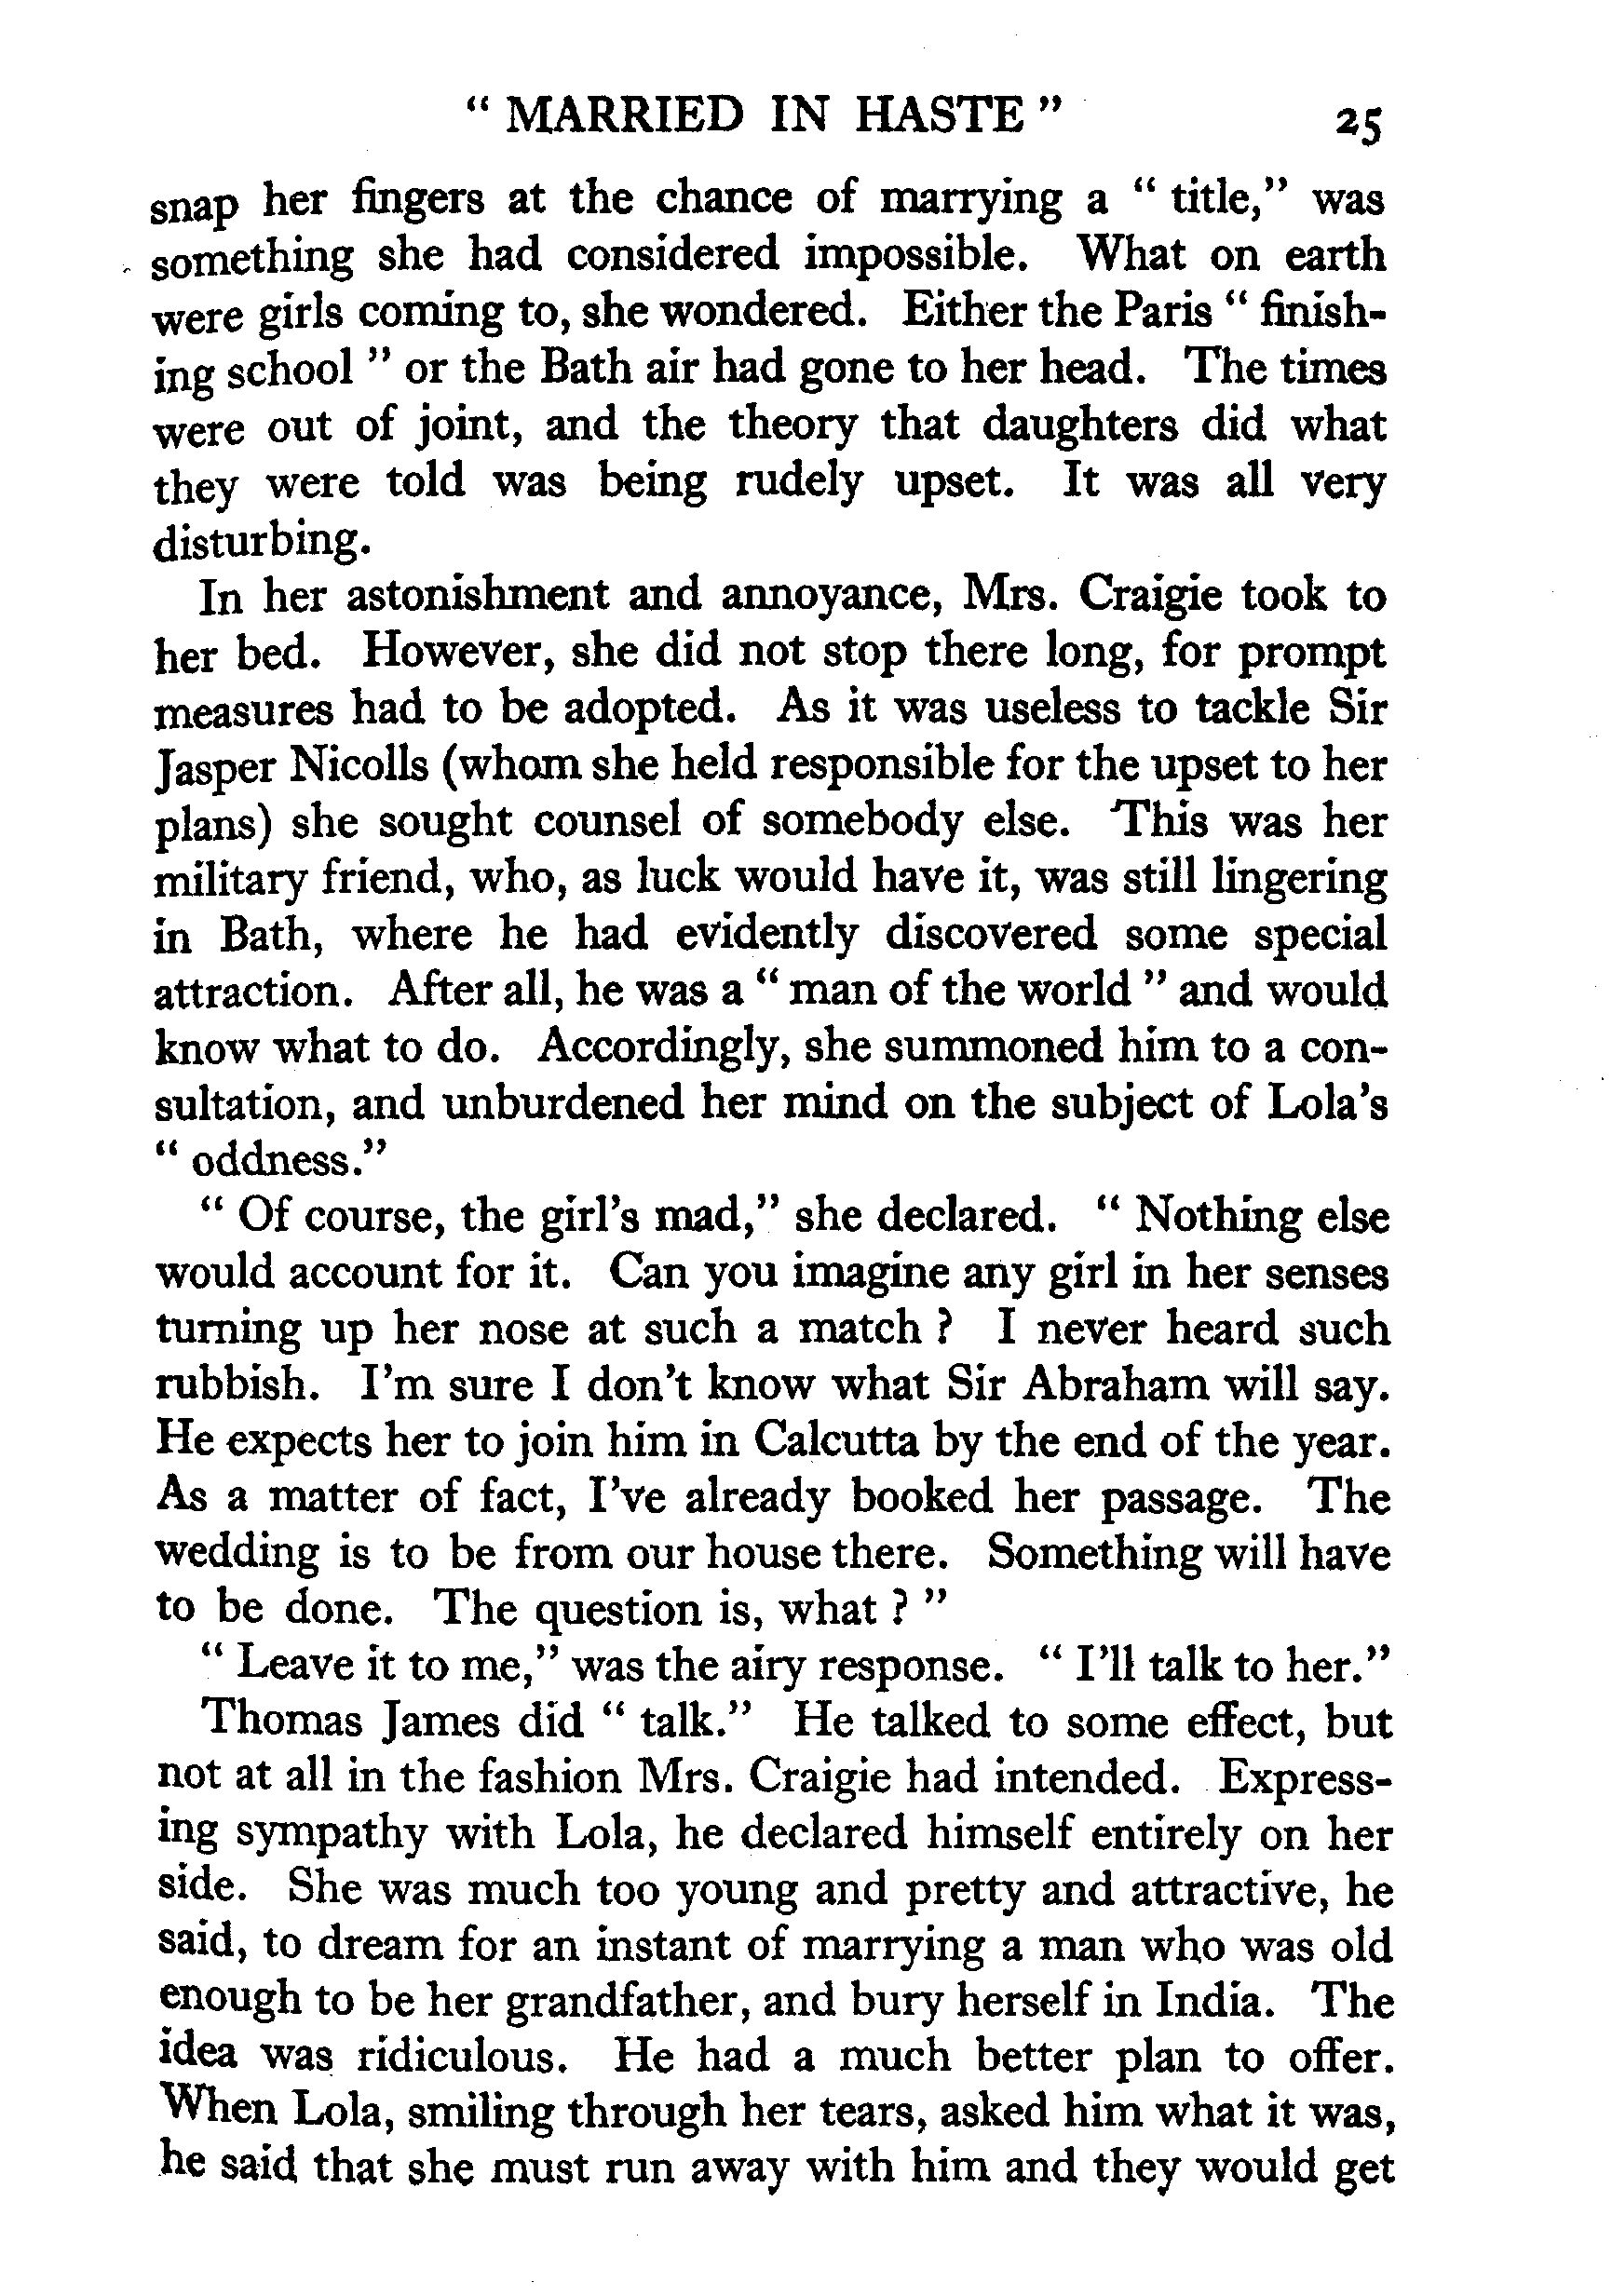 “ MARRIED IN HASTE ” 25
snap her fingers at the chance of marrying a “ title,” was
something she had considered impossible. What on earth
were girls coming to, she wondered. Either the Paris “ finish-
ing school ” or the Bath air had gone to her head. The times
were out of joint, and the theory that daughters did what
they were told was being rudely upset. It was all very
disturbing.
In her astonishment and annoyance, Mrs. Craigie took to
her bed. However, she did not stop there long, for prompt
measures had to be adopted. As it was useless to tackle Sir
Jasper Nicolls (whom she held responsible for the upset to her
plans) she sought counsel of somebody else. This was her
military friend, who, as luck would have it, was still lingering
in Bath, where he had evidently discovered some special
attraction. After all, he was a “ man of the world ” and would
know what to do. Accordingly, she summoned him to a con-
sultation, and unburdened her mind on the subject of Lola’s
“ oddness.”
“ Of course, the girl’s mad,” she declared. “ Nothing else
would account for it. Can you imagine any girl in her senses
turning up her nose at such a match ? I never heard such
rubbish. I’m sure I don’t know what Sir Abraham will say.
He expects her to join him in Calcutta by the end of the year.
As a matter of fact, I’ve already booked her passage. The
wedding is to be from our house there. Something will have
to be done. The question is, what ? ”
“ Leave it to me,” was the airy response. “ I’ll talk to her.”
Thomas James did “ talk.” He talked to some effect, but
not at all in the fashion Mrs. Craigie had intended. Express-
ing sympathy with Lola, he declared himself entirely on her
side. She was much too young and pretty and attractive, he
said, to dream for an instant of marrying a man who was old
enough to be her grandfather, and bury herself in India. The
idea was ridiculous. He had a much better plan to offer.
When Lola, smiling through her tears, asked him what it was,
he said that she must run away with him and they would get